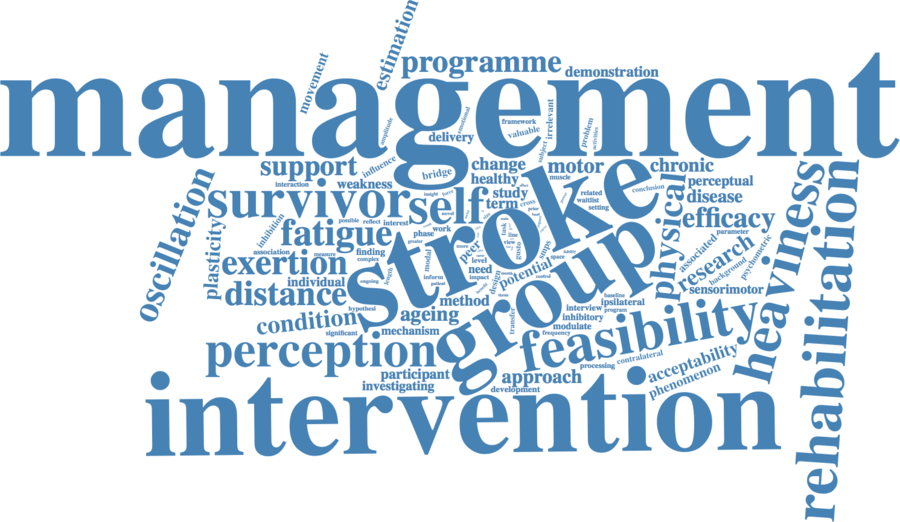 estimation
movement
programme
demonstration
management
amplitude
emotional
framework
valuable
irrelevant
problem
activities
delivery
subject
support
influence
bridge
change
motor
chronic
interaction
weakness
healthy
muscle
conclusion
perceptual
survivor
self
study
term
related
waitlist
setting
disease
oscillation
stroke
physical
efficacy
heaviness
rehabilitation
plasticity
inhibition
possible
reflect
interest
work
parameter
fatigue
phase
greater
peer
view
associated
research
psychometric
association
measure
finding
complex
modal
level
space
background
exertion
individual
ongoing
length
inform
patient
need
impact
design
potential
sensorimotor
distance
method
group
baseline
ipsilateral
hypothesi
interview
program
condition
ageing
transfer
inhibitory
feasibility
significant
mechanism
modulate
frequency
perception
processing
contralateral
acceptability
participant
approach
phenomenon
investigating
development
intervention